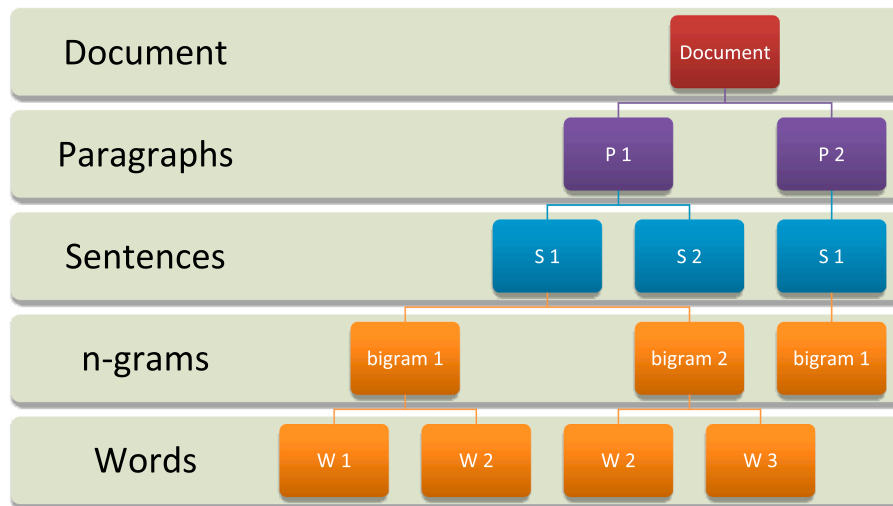 Document
Document
Paragraphs
P 1
P 2
Sentences
S 1
S 2
S 1
n-grams
bigram 1
bigram 2
bigram 1
Words
W 1
W 2
W 2
W 3